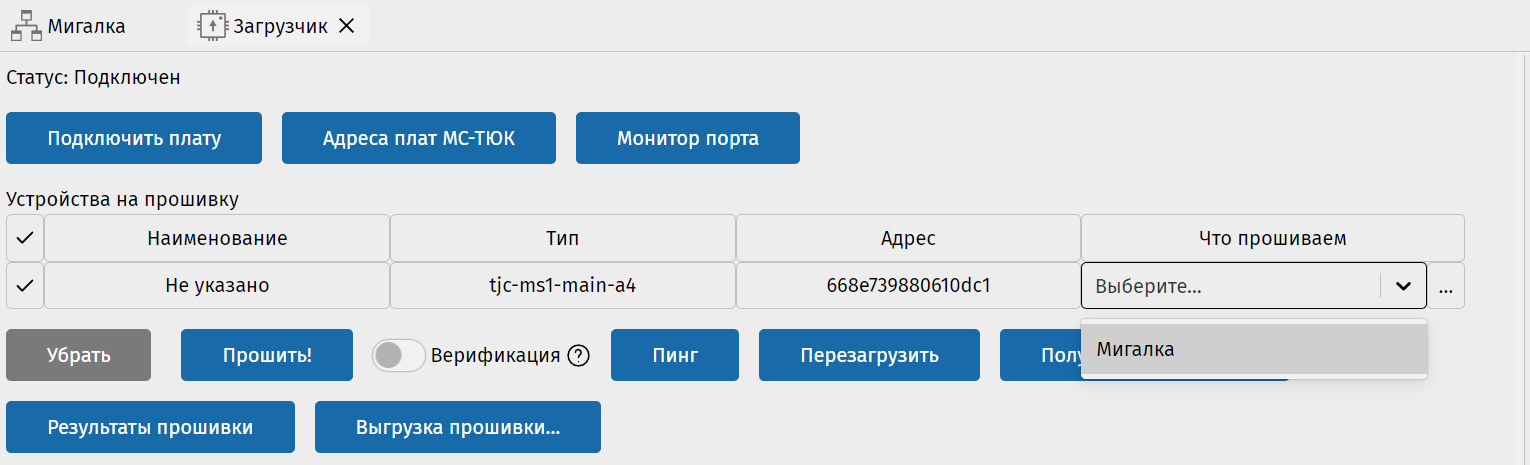 Мигалка Загрузчик
Статус: Подключен
Подключить плату Адреса плат МС-ТЮК Монитор порта
Устройства на прошивку
Наименование Тип Адрес Что прошиваем
Не указано tjc-ms1-main-a4 668e739880610dc1 Выберите... ...
Мигалка
Убрать Прошить! Верификация ? Пинг Перезагрузить
Результаты прошивки Выгрузка прошивки...